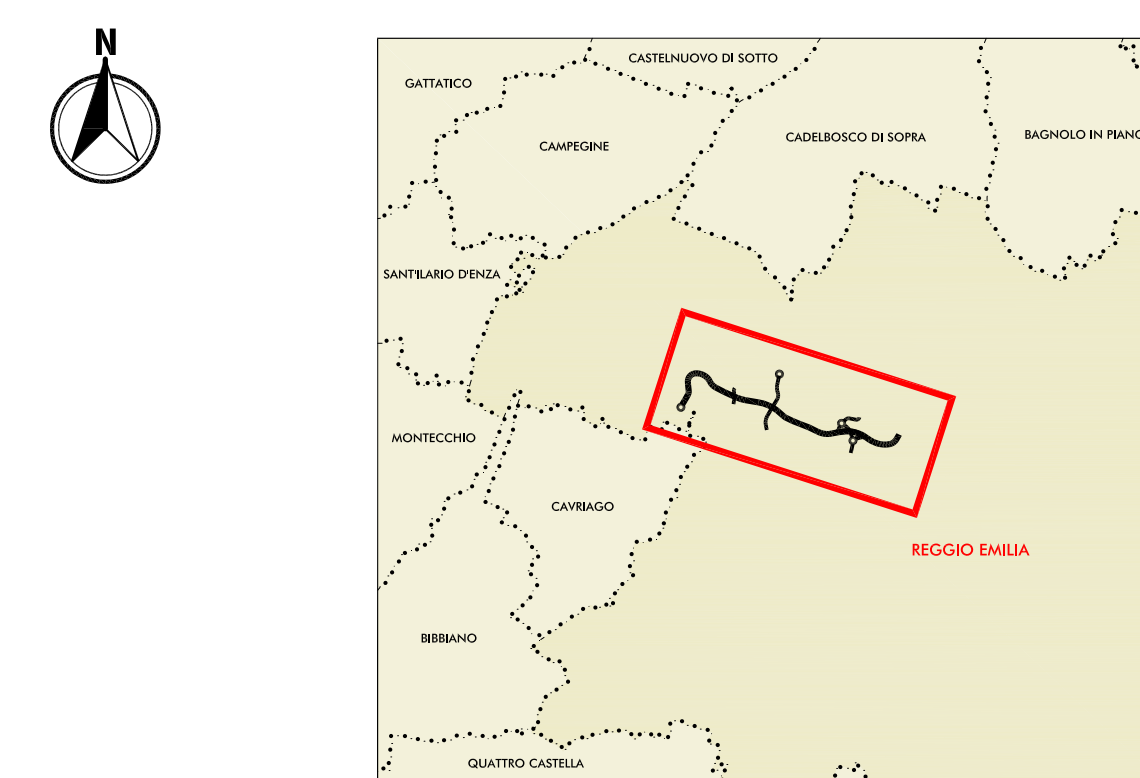 N
CASTELNUOVO DI SOTTO
GATTATICO
CADELBOSCO DI SOPRA
BAGNOLO IN PIANO
CAMPEGINE
SANT'ILARIO D'ENZA
MONTECCHIO
CAVRIAGO
REGGIO EMILIA
BIBBIANO
QUATTRO CASTELLA